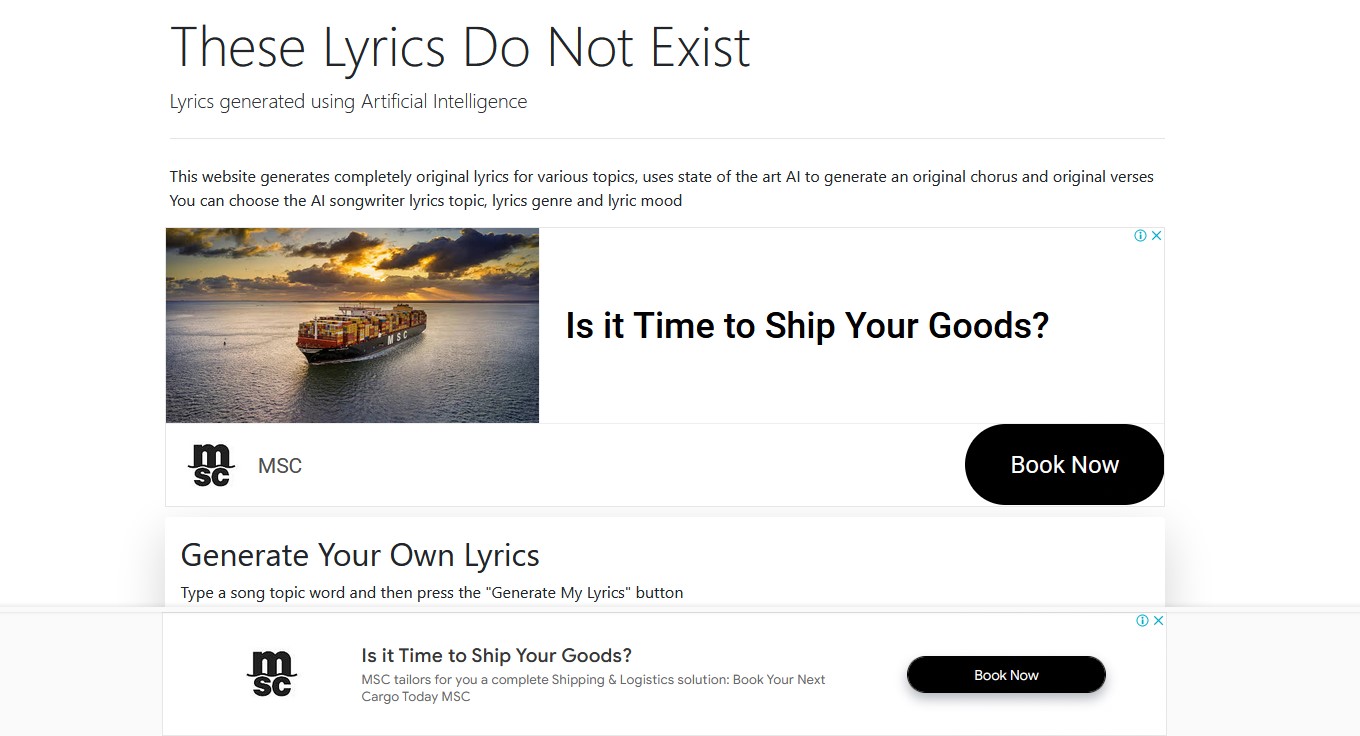 These Lyrics Do Not Exist
Lyrics generated using Artificial Intelligence
This website generates completely original lyrics for various topics, uses state of the art AI to generate an original chorus and original verses
You can choose the AI songwriter lyrics topic, lyrics genre and lyric mood
MSC
Is it Time to Ship Your Goods?
msc
MSC
Book Now
Generate Your Own Lyrics
Type a song topic word and then press the "Generate My Lyrics" button
msc
Is it Time to Ship Your Goods?
MSC tailors for you a complete Shipping & Logistics solution: Book Your Next
Cargo Today MSC
Book Now